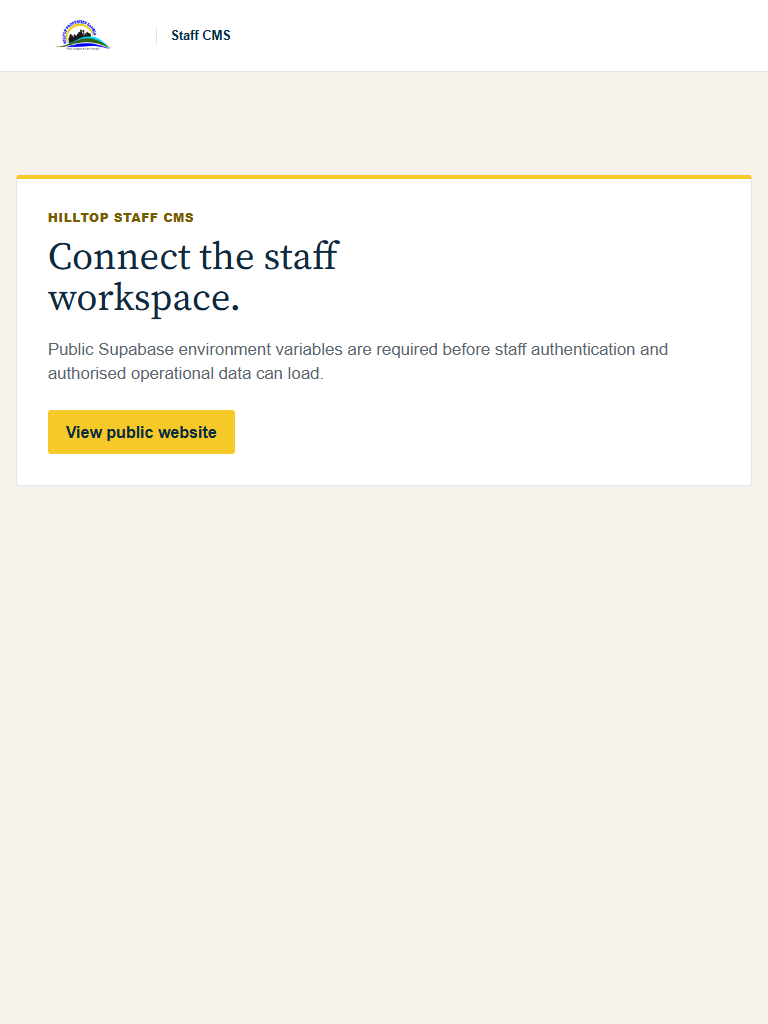 Staff CMS
HILLTOP STAFF CMS
Connect the staff
workspace.
Public Supabase environment variables are required before staff authentication and
authorised operational data can load.
View public website